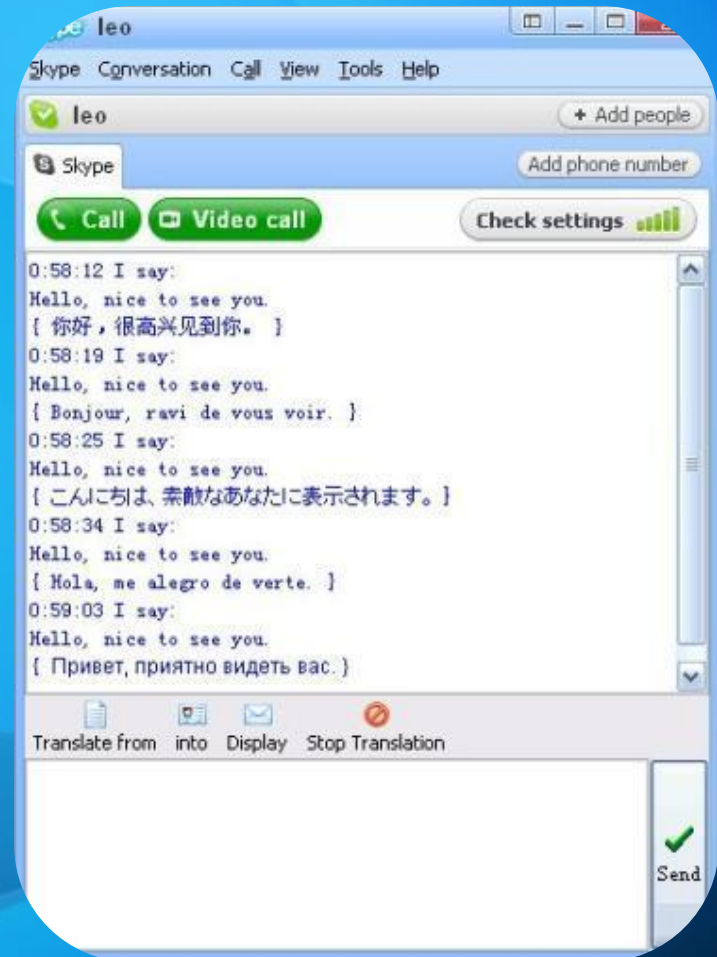 leo
Skype Conversation Call View Tools Help
leo + Add people
Skype Add phone number
Call Video call Check settings
0:58:12 I say:
Hello, nice to see you.
{ 你好，很高兴见到你。 }
0:58:19 I say:
Hello, nice to see you.
{ Bonjour, ravi de vous voir. }
0:58:25 I say:
Hello, nice to see you.
{ こんにちは、素敵なあなたに表示されます。}
0:58:34 I say:
Hello, nice to see you.
{ Hola, me alegro de verte. }
0:59:03 I say:
Hello, nice to see you.
{ Привет, приятно видеть вас. }
Translate from into Display Stop Translation
Send